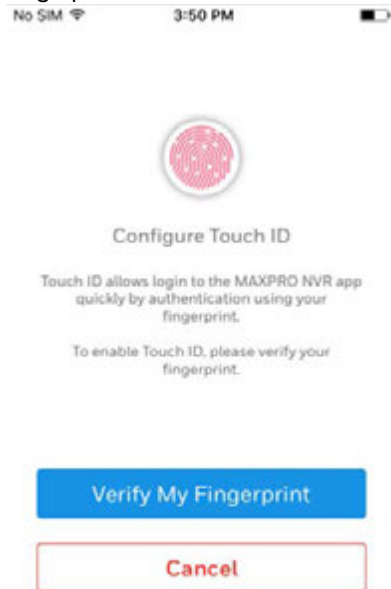 No SIM 3:50 PM
Configure Touch ID
Touch ID allows login to the MAXPRO NVR app
quickly by authentication using your
fingerprint.
To enable Touch ID, please verify your
fingerprint.
Verify My Fingerprint
Cancel